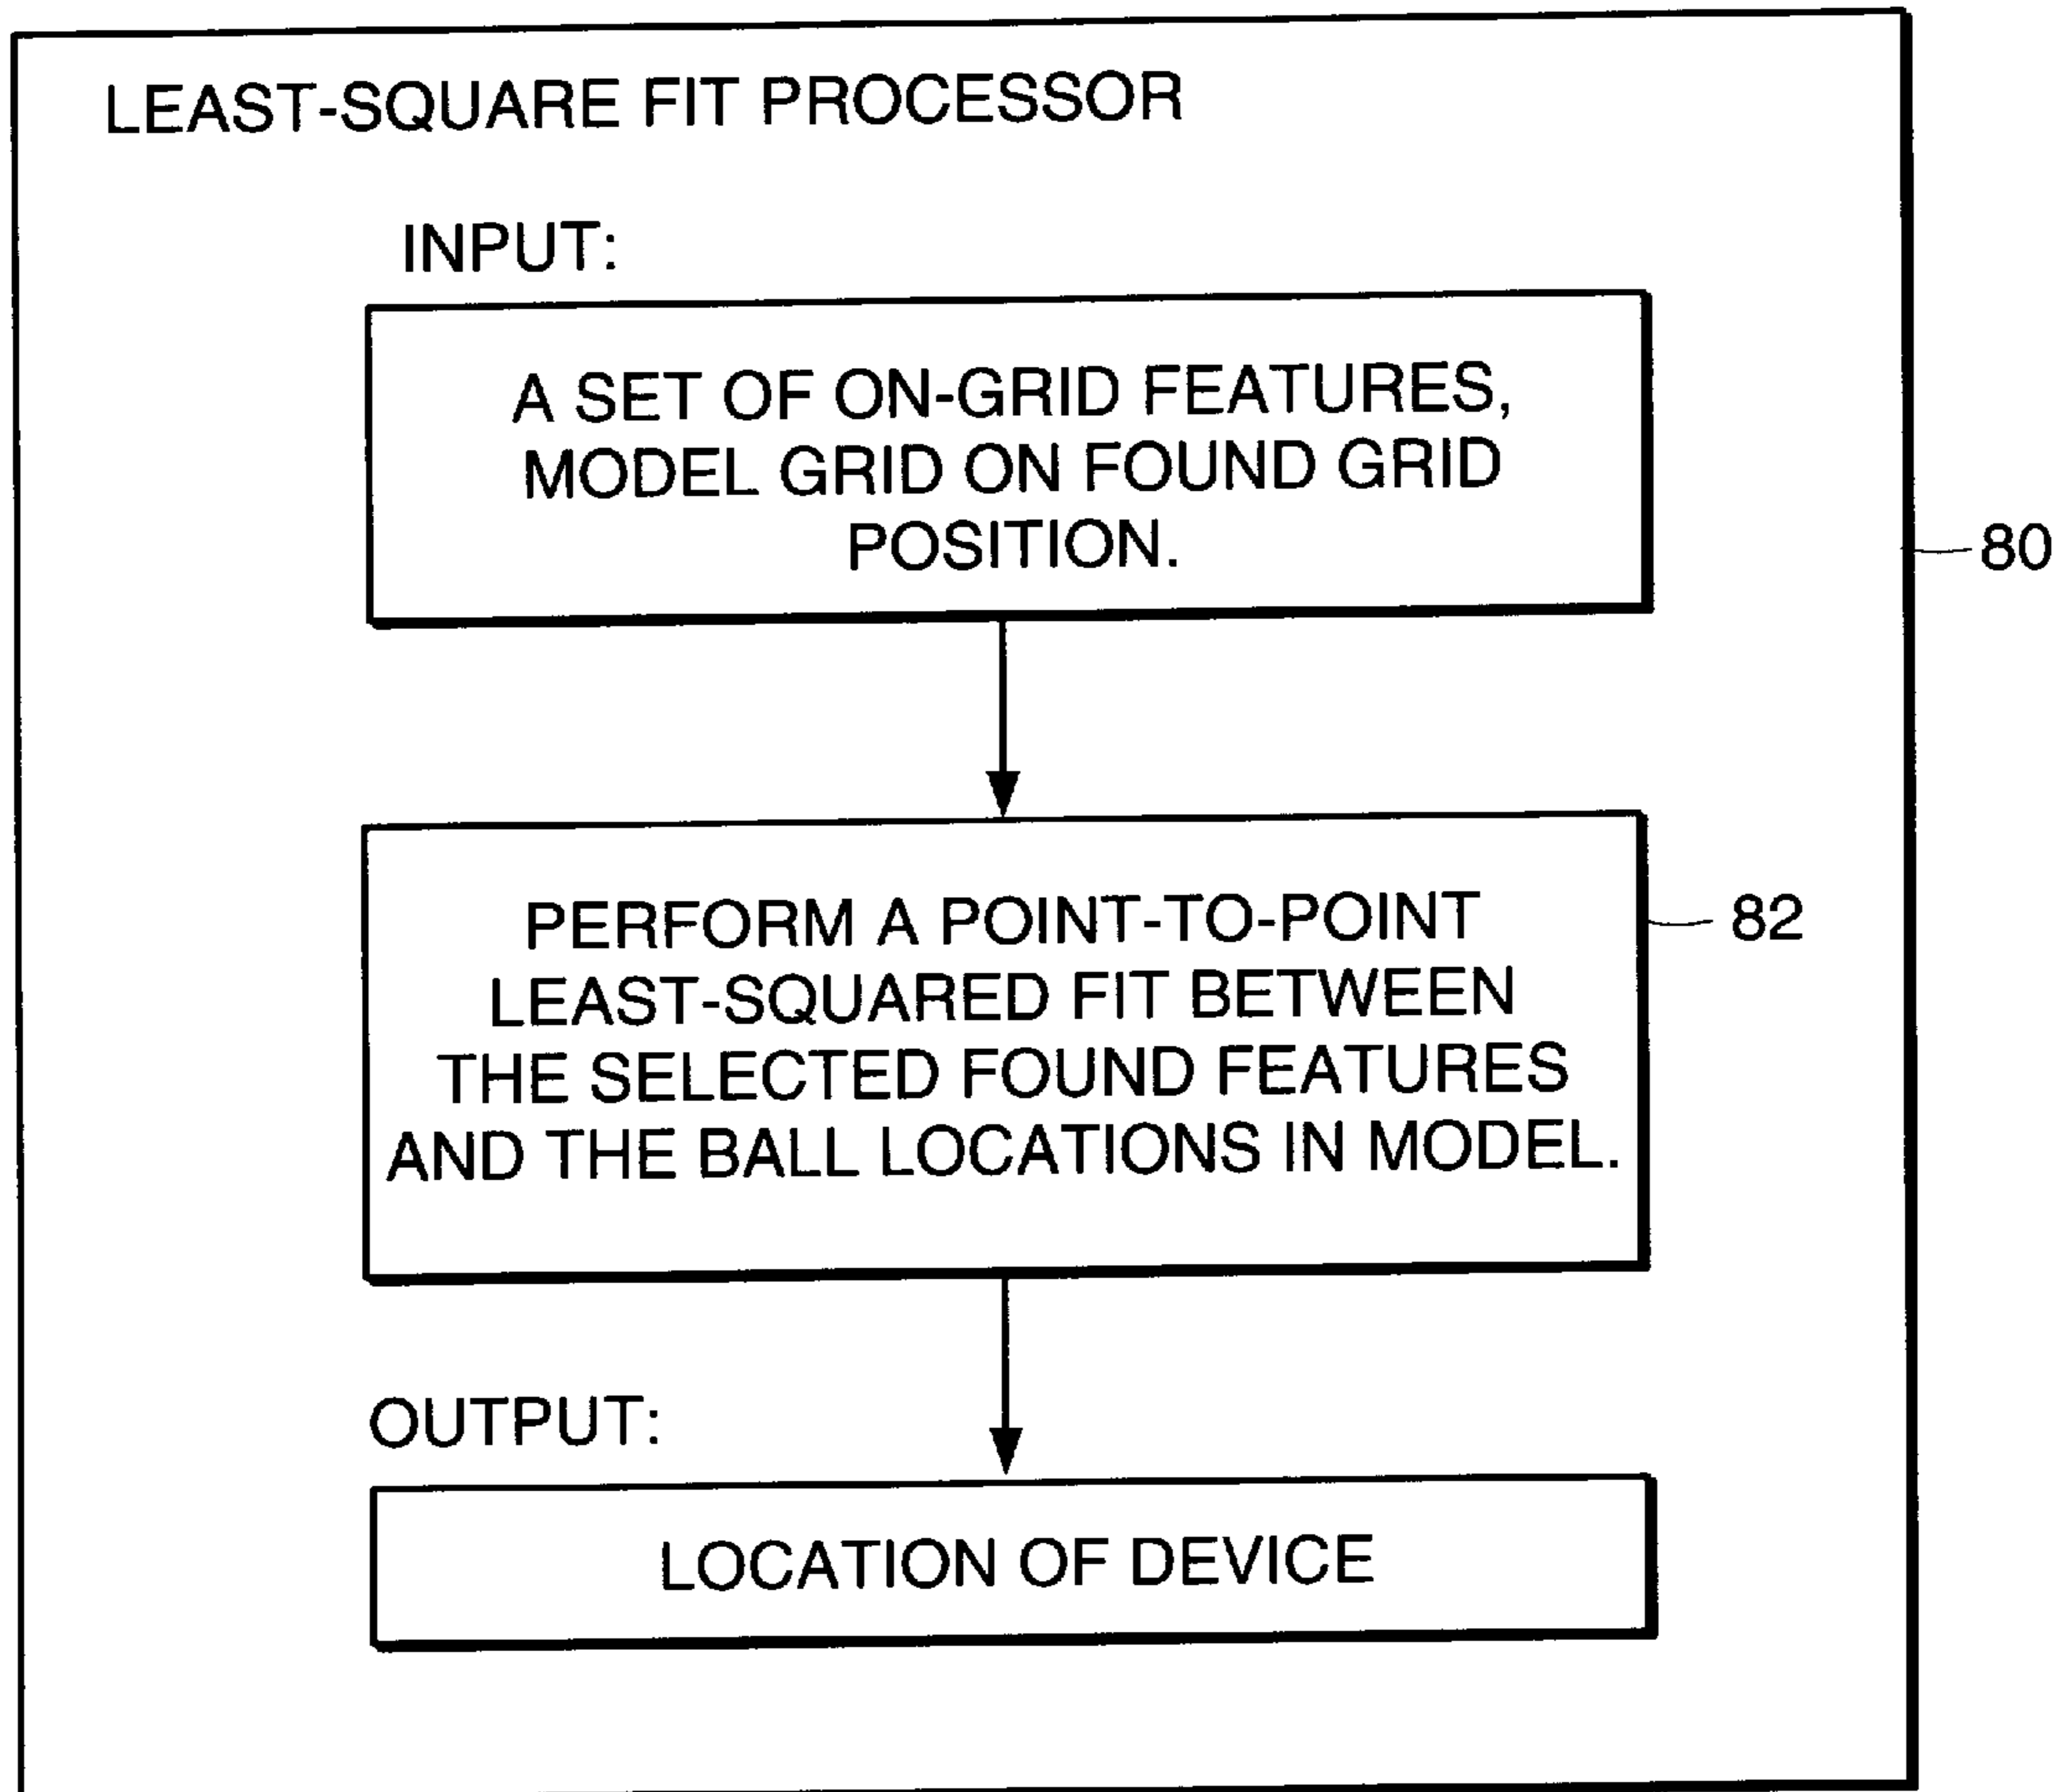 LEAST-SQUARE FIT PROCESSOR
INPUT:
A SET OF ON-GRID FEATURES,
MODEL GRID ON FOUND GRID
POSITION.
80
PERFORM A POINT-TO-POINT
82
LEAST-SQUARED FIT BETWEEN
THE SELECTED FOUND FEATURES
AND THE BALL LOCATIONS IN MODEL.
OUTPUT:
LOCATION OF DEVICE